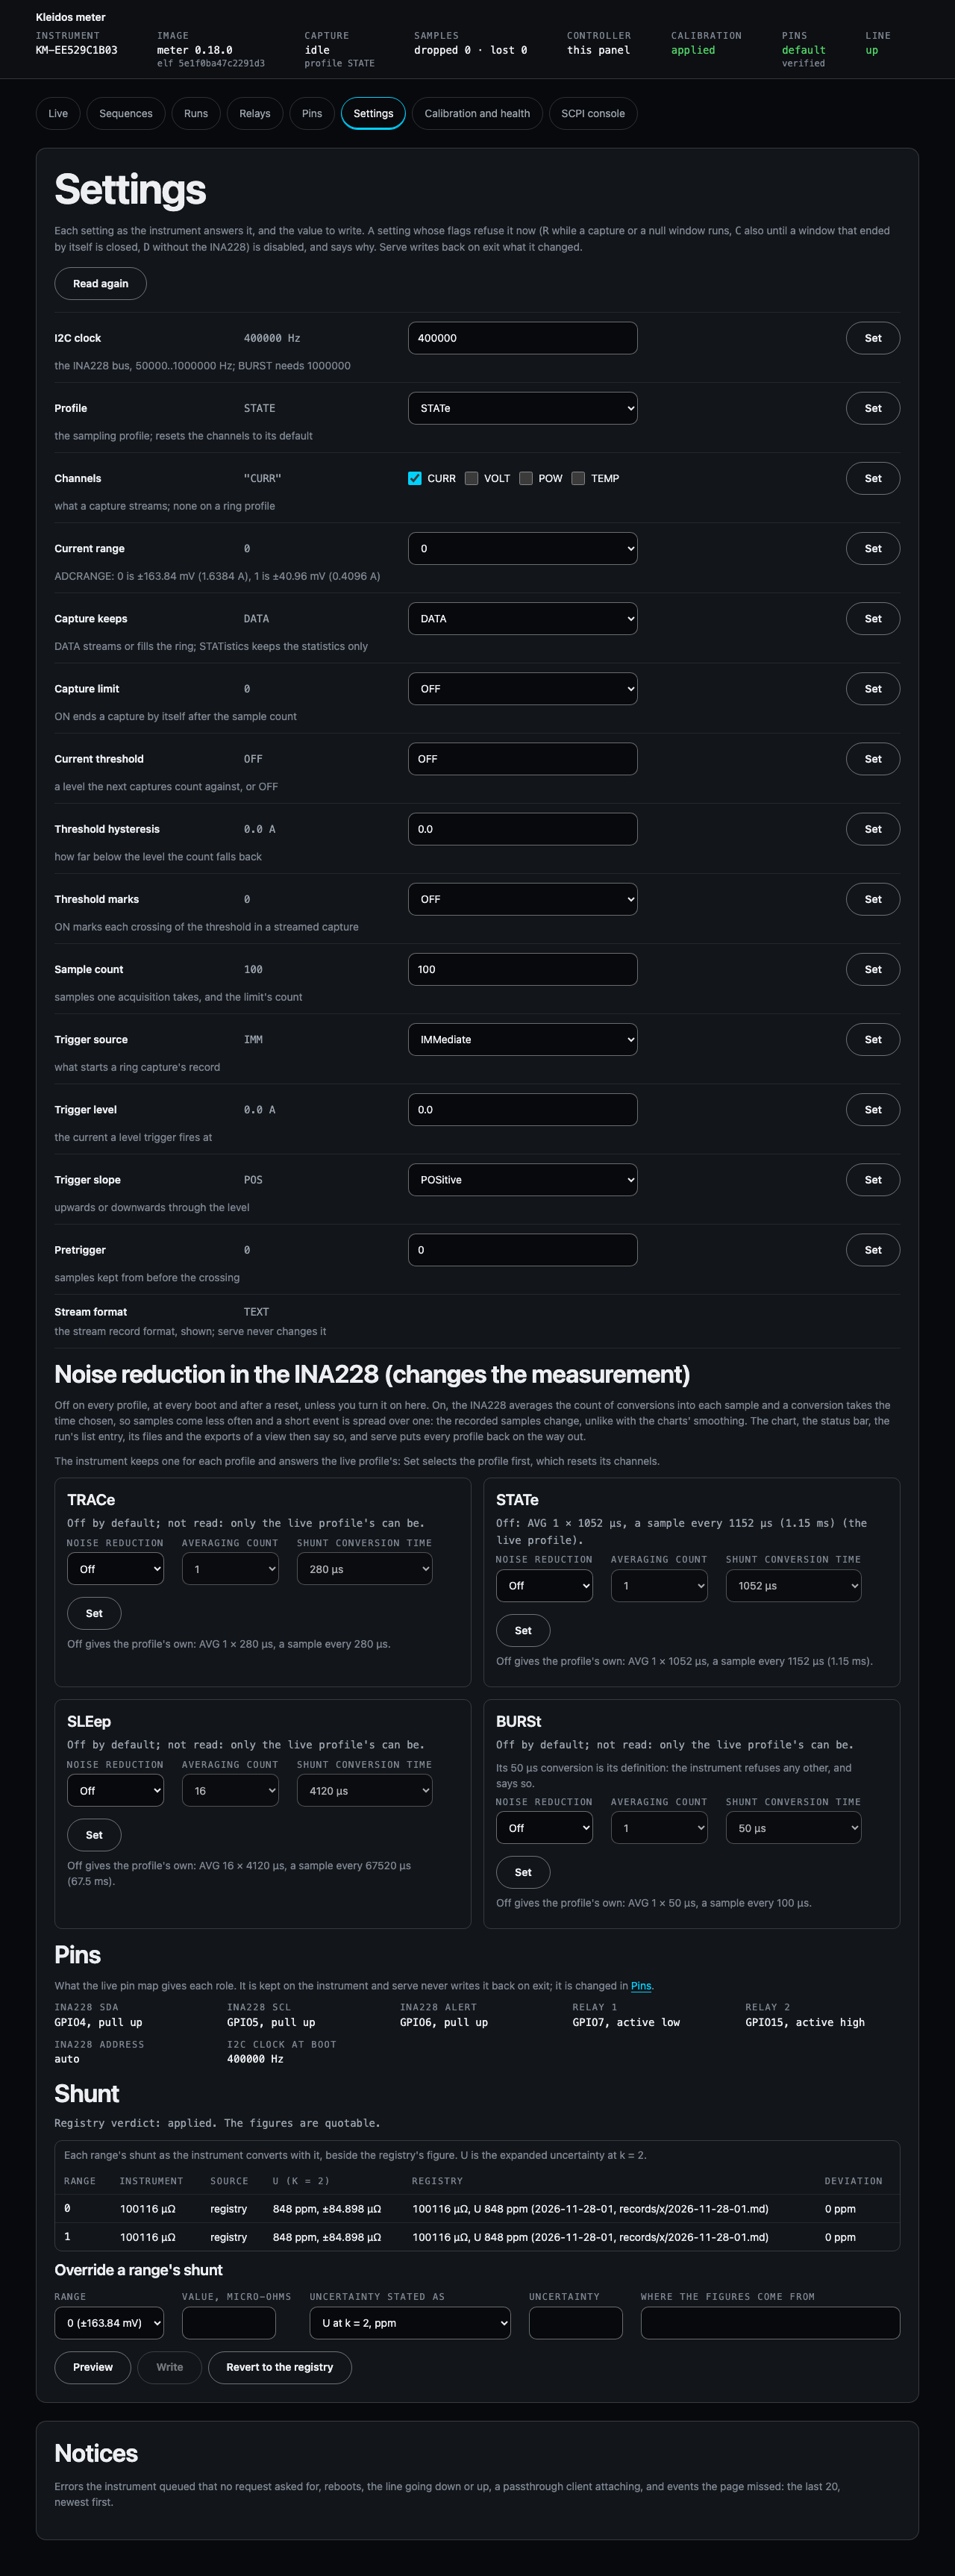 Kleidos meter
INSTRUMENT IMAGE CAPTURE SAMPLES CONTROLLER CALIBRATION PINS LINE
KM-EE529C1B03 meter 0.18.0 idle dropped 0 · lost 0 this panel applied default up
elf 5e1f0ba47c2291d3 profile STATE verified
Live Sequences Runs Relays Pins Settings Calibration and health SCPI console
Settings
Each setting as the instrument answers it, and the value to write. A setting whose flags refuse it now (R while a capture or a null window runs, C also until a window that ended
by itself is closed, D without the INA228) is disabled, and says why. Serve writes back on exit what it changed.
Read again
I2C clock 400000 Hz 400000 Set
the INA228 bus, 50000..1000000 Hz; BURST needs 1000000
Profile STATE STATe Set
the sampling profile; resets the channels to its default
Channels "CURR" CURR VOLT POW TEMP Set
what a capture streams; none on a ring profile
Current range 0 0 Set
ADCRANGE: 0 is ±163.84 mV (1.6384 A), 1 is ±40.96 mV (0.4096 A)
Capture keeps DATA DATA Set
DATA streams or fills the ring; STATistics keeps the statistics only
Capture limit 0 OFF Set
ON ends a capture by itself after the sample count
Current threshold OFF OFF Set
a level the next captures count against, or OFF
Threshold hysteresis 0.0 A 0.0 Set
how far below the level the count falls back
Threshold marks 0 OFF Set
ON marks each crossing of the threshold in a streamed capture
Sample count 100 100 Set
samples one acquisition takes, and the limit's count
Trigger source IMM IMMediate Set
what starts a ring capture's record
Trigger level 0.0 A 0.0 Set
the current a level trigger fires at
Trigger slope POS POSitive Set
upwards or downwards through the level
Pretrigger 0 0 Set
samples kept from before the crossing
Stream format TEXT
the stream record format, shown; serve never changes it
Noise reduction in the INA228 (changes the measurement)
Off on every profile, at every boot and after a reset, unless you turn it on here. On, the INA228 averages the count of conversions into each sample and a conversion takes the
time chosen, so samples come less often and a short event is spread over one: the recorded samples change, unlike with the charts' smoothing. The chart, the status bar, the
run's list entry, its files and the exports of a view then say so, and serve puts every profile back on the way out.
The instrument keeps one for each profile and answers the live profile's: Set selects the profile first, which resets its channels.
TRACe
Off by default; not read: only the live profile's can be.
NOISE REDUCTION AVERAGING COUNT SHUNT CONVERSION TIME
Off 1 280 µs
Set
Off gives the profile's own: AVG 1 × 280 µs, a sample every 280 µs.
STATe
Off: AVG 1 × 1052 µs, a sample every 1152 µs (1.15 ms) (the
live profile).
NOISE REDUCTION AVERAGING COUNT SHUNT CONVERSION TIME
Off 1 1052 µs
Set
Off gives the profile's own: AVG 1 × 1052 µs, a sample every 1152 µs (1.15 ms).
SLEep
Off by default; not read: only the live profile's can be.
NOISE REDUCTION AVERAGING COUNT SHUNT CONVERSION TIME
Off 16 4120 µs
Set
Off gives the profile's own: AVG 16 × 4120 µs, a sample every 67520 µs
(67.5 ms).
BURSt
Off by default; not read: only the live profile's can be.
Its 50 µs conversion is its definition: the instrument refuses any other, and
says so.
NOISE REDUCTION AVERAGING COUNT SHUNT CONVERSION TIME
Off 1 50 µs
Set
Off gives the profile's own: AVG 1 × 50 µs, a sample every 100 µs.
Pins
What the live pin map gives each role. It is kept on the instrument and serve never writes it back on exit; it is changed in Pins.
INA228 SDA INA228 SCL INA228 ALERT RELAY 1 RELAY 2
GPIO4, pull up GPIO5, pull up GPIO6, pull up GPIO7, active low GPIO15, active high
INA228 ADDRESS I2C CLOCK AT BOOT
auto 400000 Hz
Shunt
Registry verdict: applied. The figures are quotable.
Each range's shunt as the instrument converts with it, beside the registry's figure. U is the expanded uncertainty at k = 2.
RANGE INSTRUMENT SOURCE U (K = 2) REGISTRY DEVIATION
0 100116 µΩ registry 848 ppm, ±84.898 µΩ 100116 µΩ, U 848 ppm (2026-11-28-01, records/x/2026-11-28-01.md) 0 ppm
1 100116 µΩ registry 848 ppm, ±84.898 µΩ 100116 µΩ, U 848 ppm (2026-11-28-01, records/x/2026-11-28-01.md) 0 ppm
Override a range's shunt
RANGE VALUE, MICRO-OHMS UNCERTAINTY STATED AS UNCERTAINTY WHERE THE FIGURES COME FROM
0 (±163.84 mV) U at k = 2, ppm
Preview Write Revert to the registry
Notices
Errors the instrument queued that no request asked for, reboots, the line going down or up, a passthrough client attaching, and events the page missed: the last 20,
newest first.